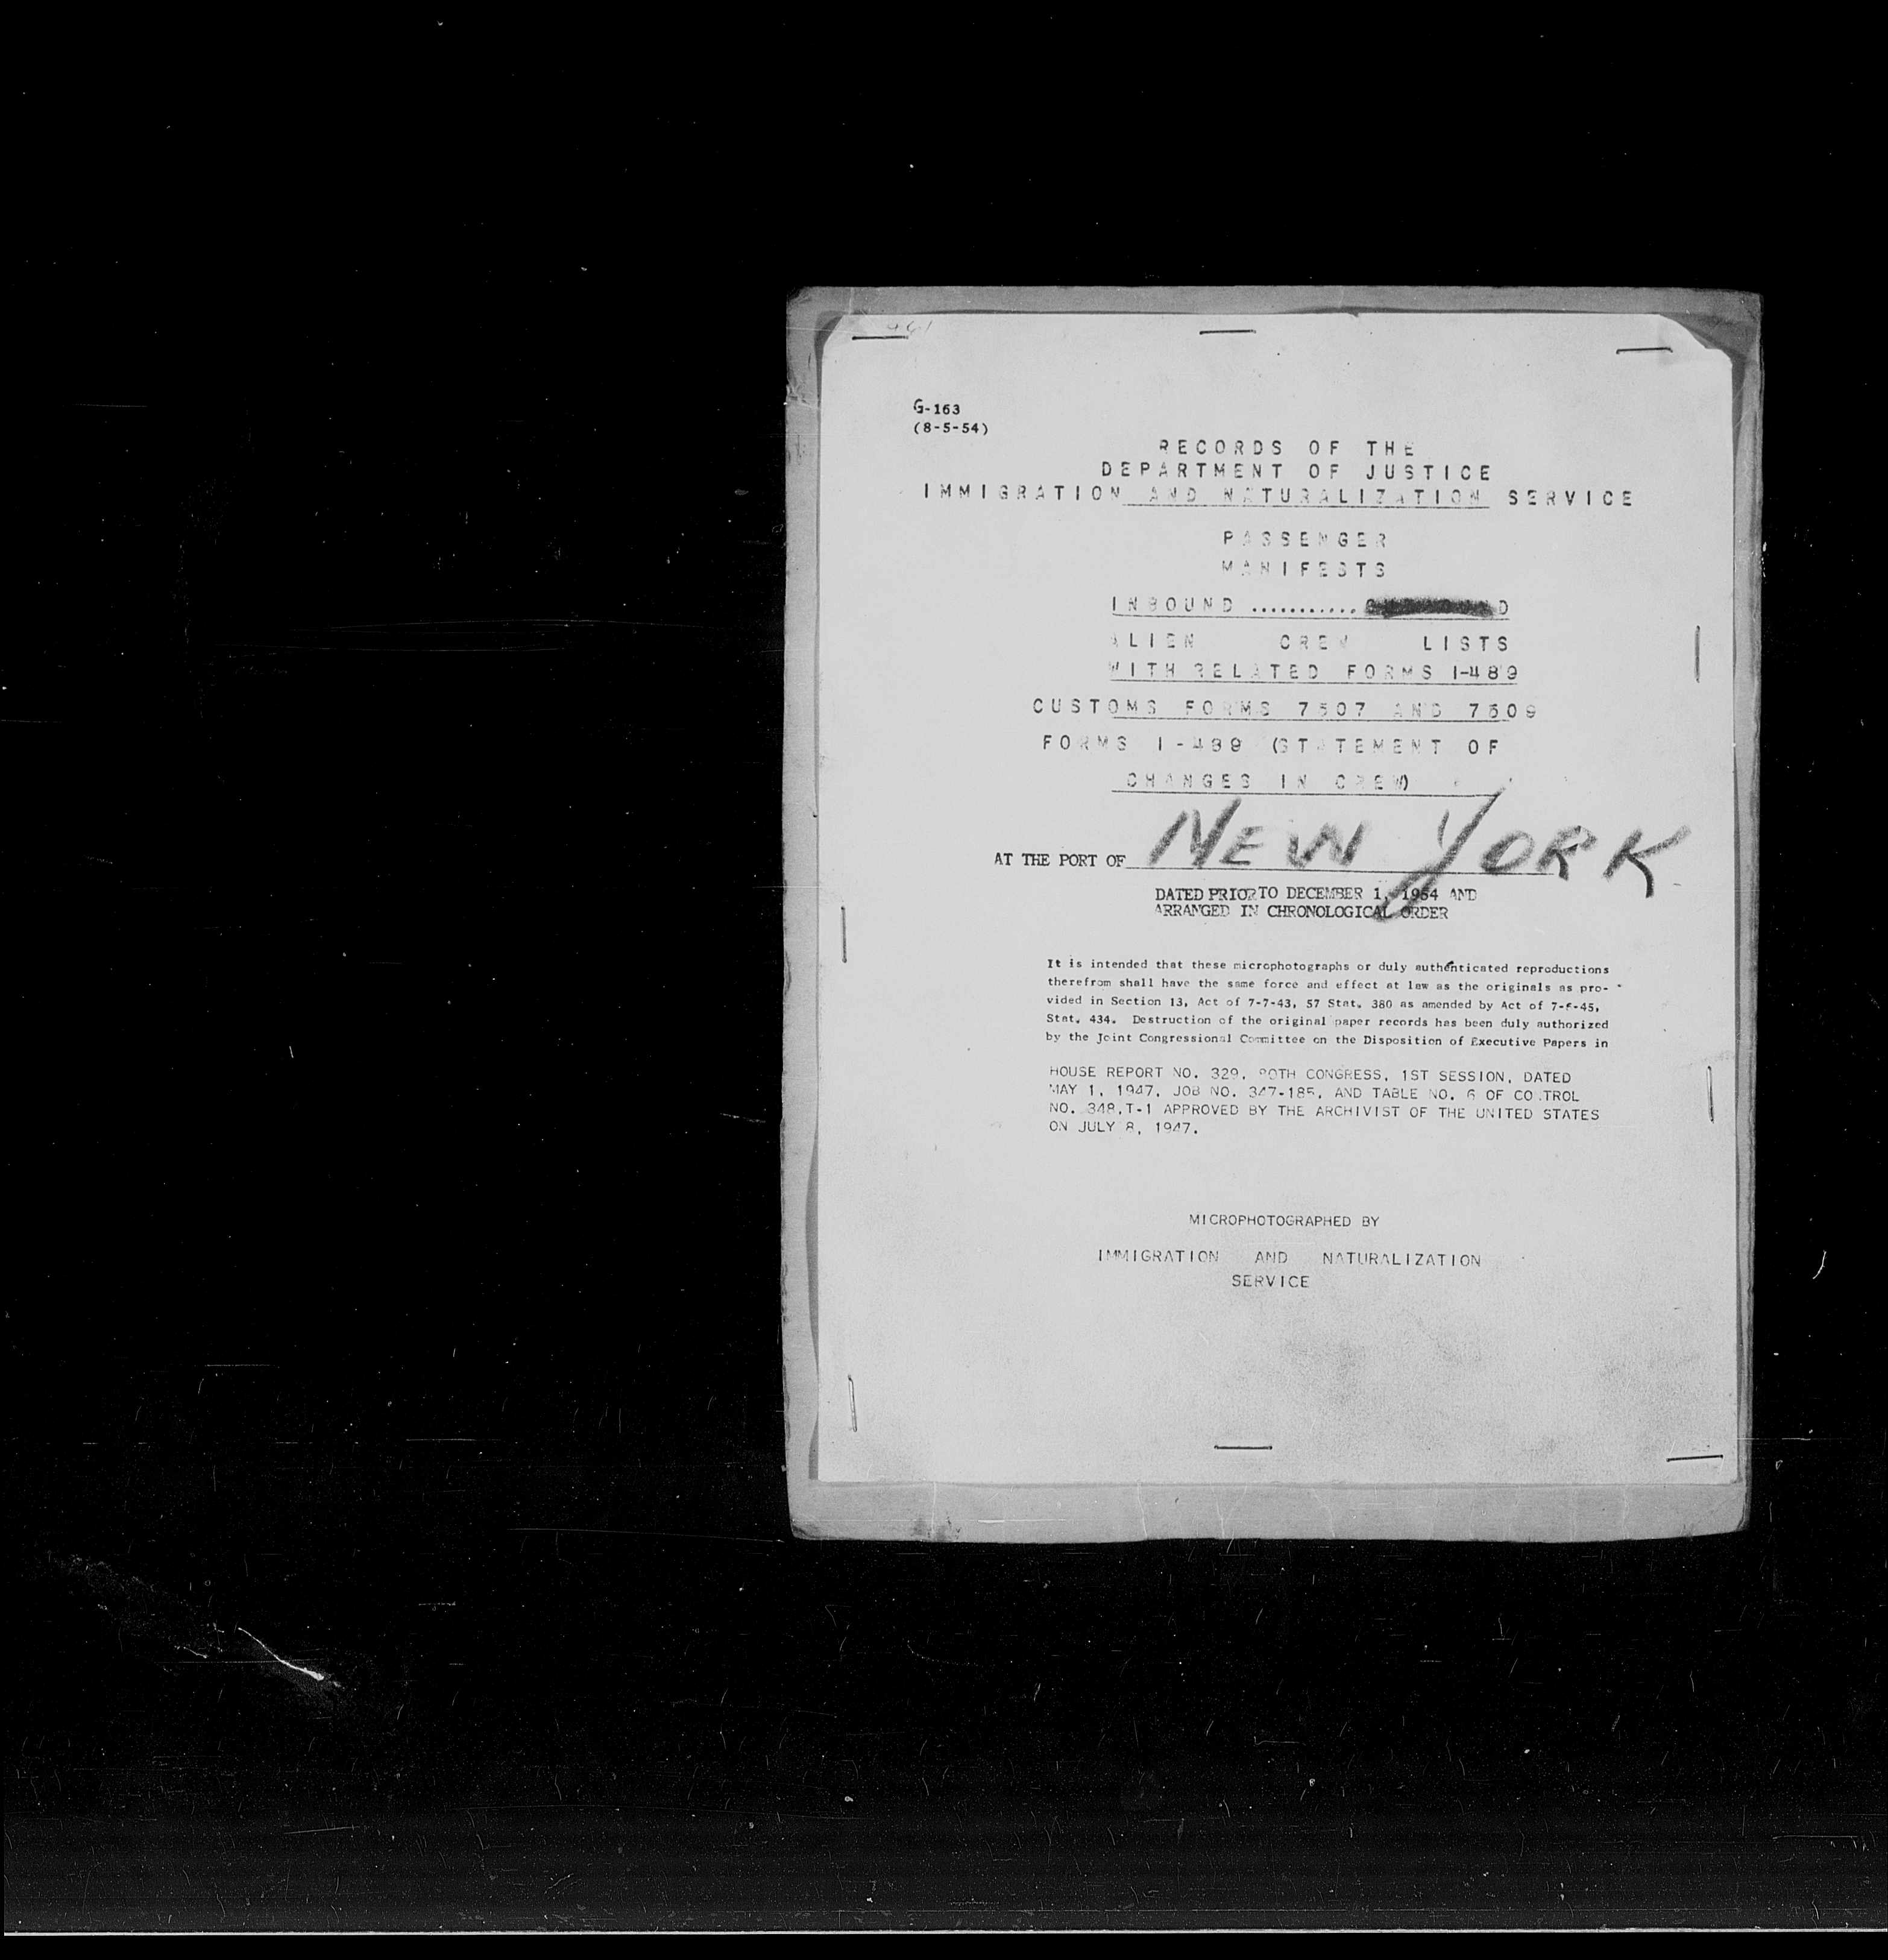 G-163
(8-5-54)
RECORDS OF THE
DEPARTMENT OF JUSTICE
IMMIGRATION AND NATURALIZATION SERVICE
PASSENGER
MANIFESTS
INBOUND ...........
ALIEN CREW LISTS
WITH RELATED FORMS I-489
CUSTOMS FORMS 7507 AND 7509
FORMS I-489 (STATEMENT OF
CHANGES IN CREW)
AT THE PORT OF NEW YORK
DATED PRIOR TO DECEMBER 1, 1954 AND
ARRANGED IN CHRONOLOGICAL ORDER
It is intended that these microphotographs or duly authenticated reproductions
therefrom shall have the same force and effect at law as the originals as pro-
vided in Section 13, Act of 7-7-43, 57 Stat. 380 as amended by Act of 7-6-45,
Stat. 434. Destruction of the original paper records has been duly authorized
by the Joint Congressional Committee on the Disposition of Executive Papers in
HOUSE REPORT NO. 329, 80TH CONGRESS, 1ST SESSION, DATED
MAY 1, 1947, JOB NO. 347-185, AND TABLE NO. 6 OF CONTROL
NO. 348,T-1 APPROVED BY THE ARCHIVIST OF THE UNITED STATES
ON JULY 8, 1947.
MICROPHOTOGRAPHED BY
IMMIGRATION AND NATURALIZATION
SERVICE